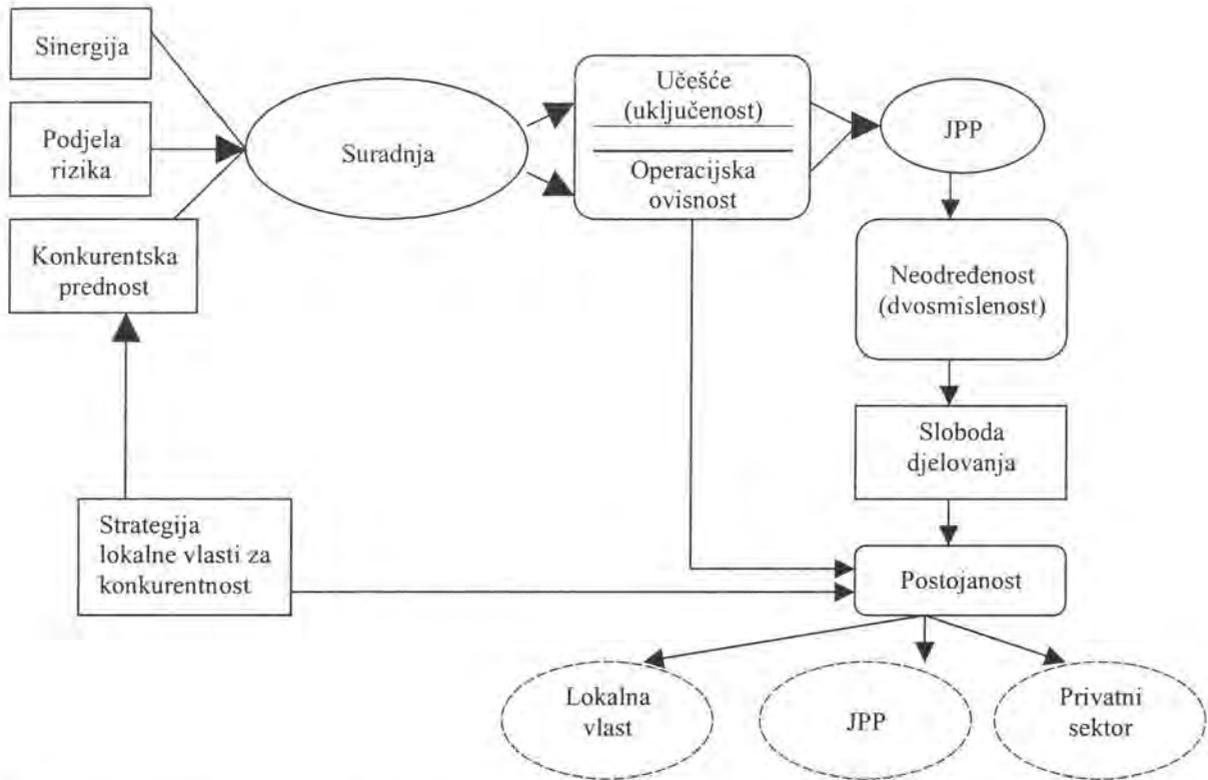 Sinergija
Podjela
rizika
Konkurentska
prednost
Suradnja
Učešće
(uključenost)
Operacijska
ovisnost
JPP
Neodređenost
(dvosmislenost)
Sloboda
djelovanja
Strategija
lokalne vlasti za
konkurentnost
Postojanost
Lokalna
vlast
JPP
Privatni
sektor